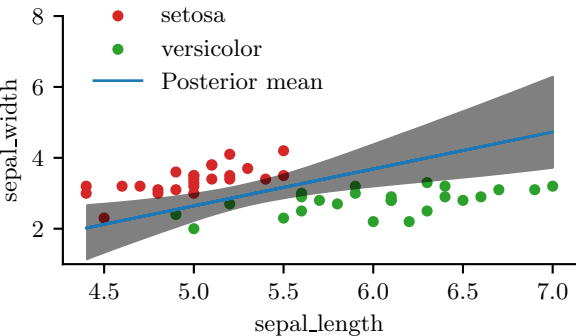 setosa
versicolor
Posterior mean
8
6
4
2
sepal_width
4.5 5.0 5.5 6.0 6.5 7.0
sepal_length